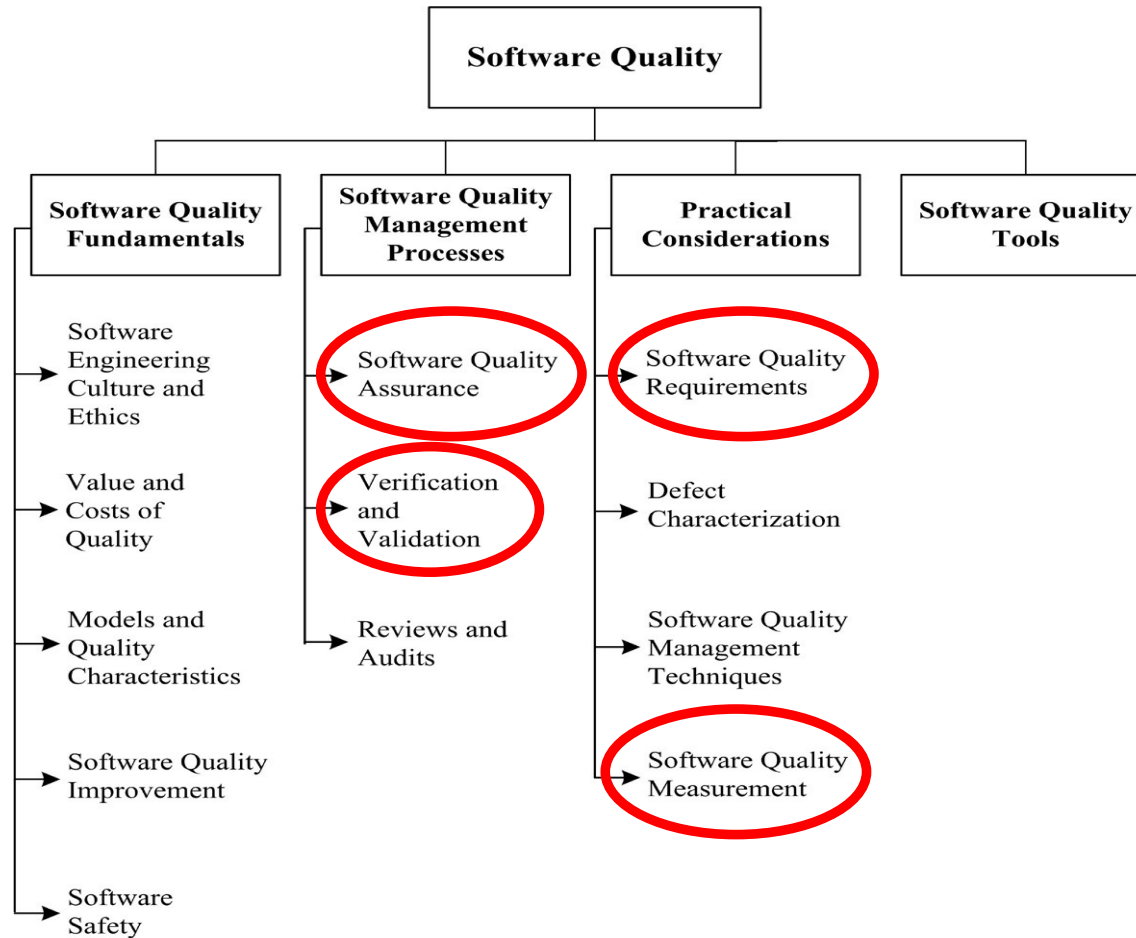 Software Quality
Software Quality
Fundamentals
Software
Engineering
Culture and
Ethics
Value and
Costs of
Quality
Models and
Quality
Characteristics
Software Quality
Improvement
Software
Safety
Software Quality
Management
Processes
Software Quality
Assurance
Verification
and
Validation
Reviews and
Audits
Practical
Considerations
Software Quality
Requirements
Defect
Characterization
Software Quality
Management
Techniques
Software Quality
Measurement
Software Quality
Tools